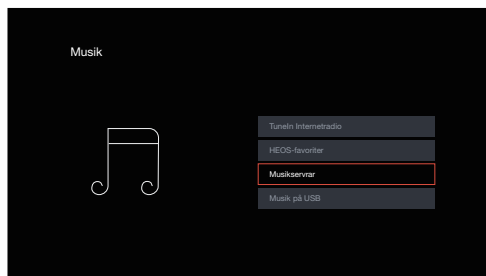 Musik
TuneIn Internetradio
HEOS-favoriter
Musikservrar
Musik på USB